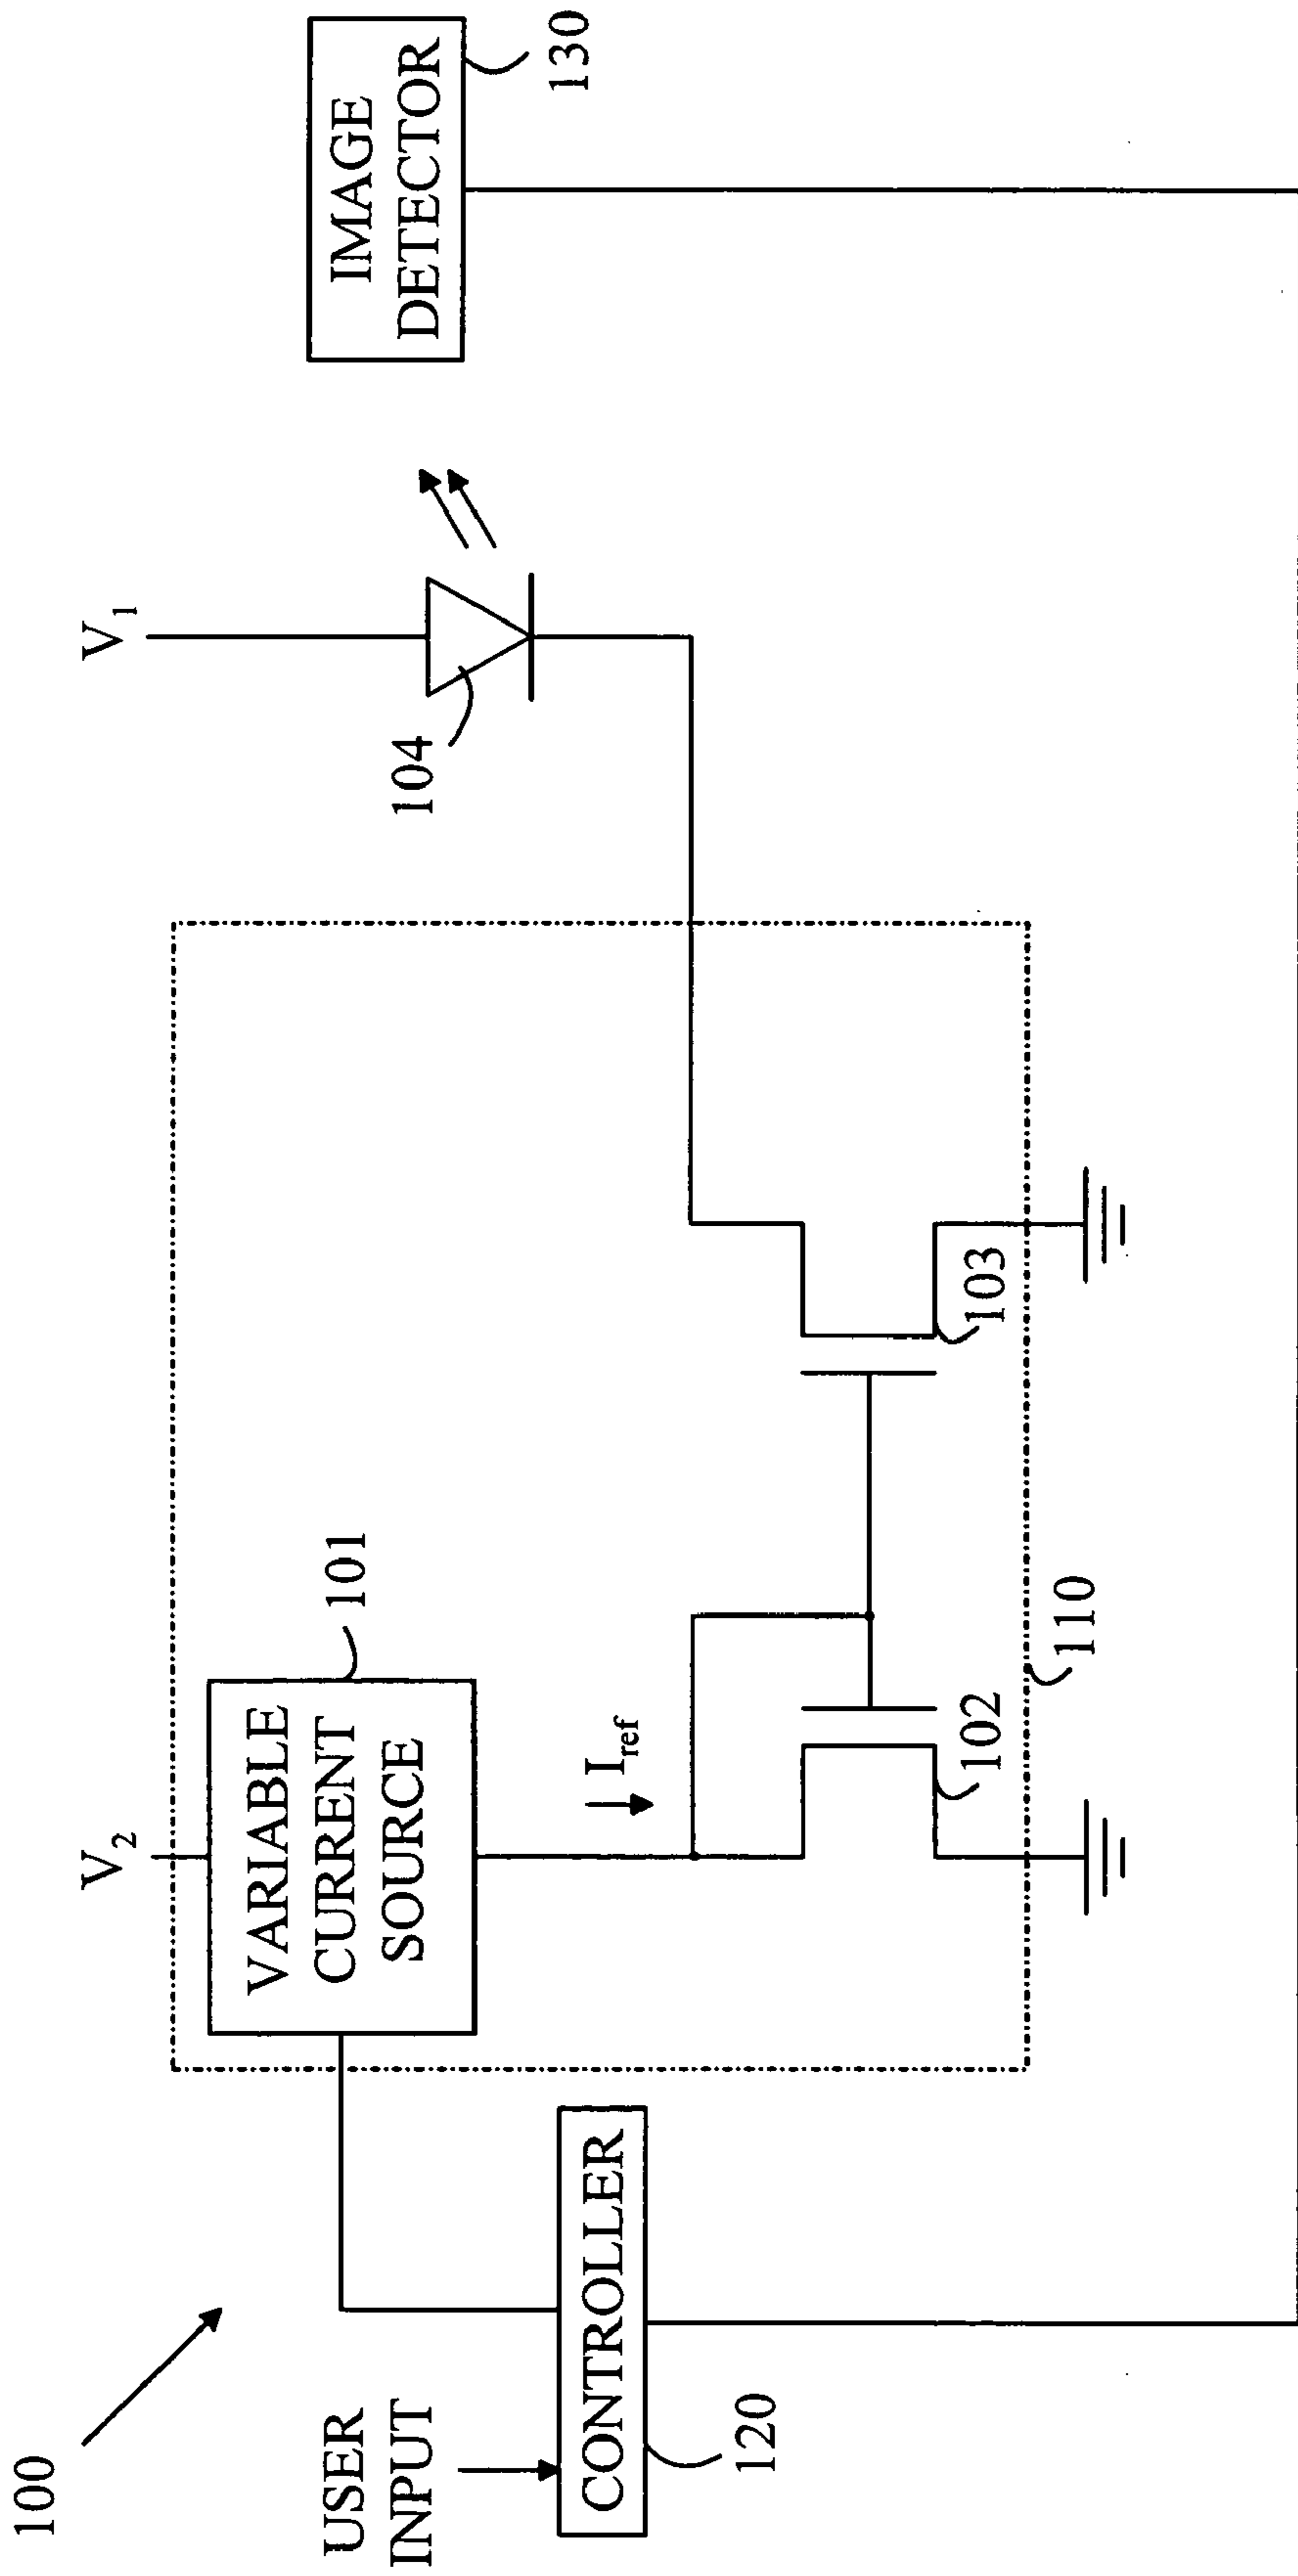 100
USER
INPUT
CONTROLLER
120
V2
VARIABLE
CURRENT
SOURCE
101
Iref
102
110
103
V1
104
IMAGE
DETECTOR
130